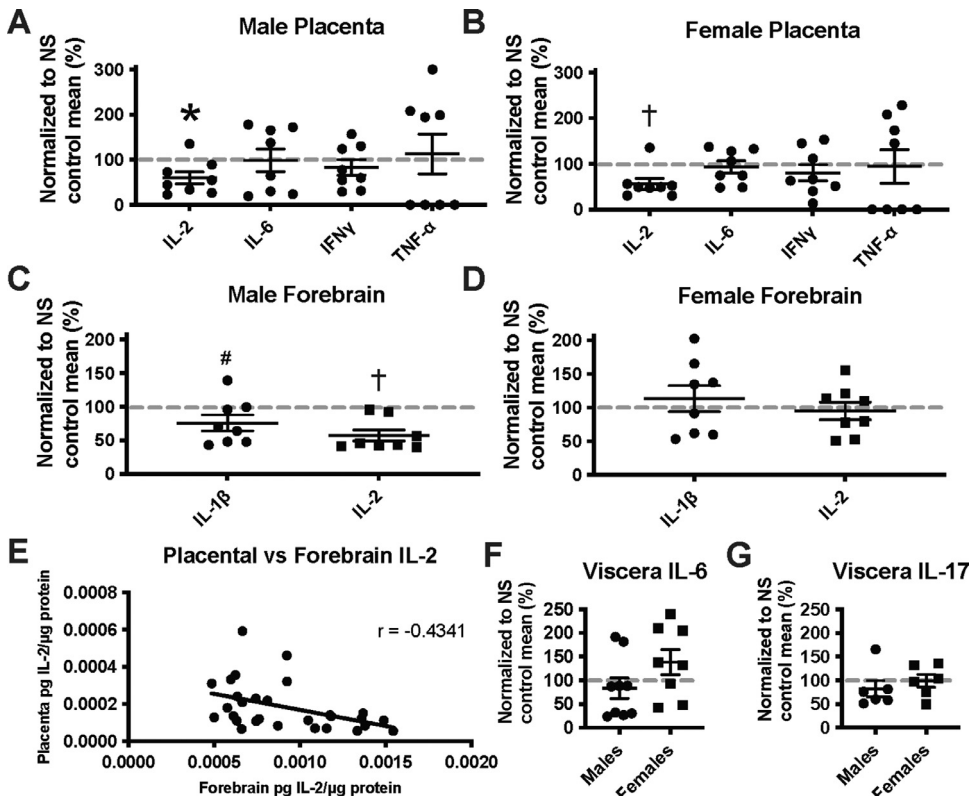 A
Male Placenta
Normalized to NS
control mean (%)
300
200
100
0
*
IL-2
IL-6
IFNγ
TNF-α
B
Female Placenta
Normalized to NS
control mean (%)
300
200
100
0
†
IL-2
IL-6
IFNγ
TNF-α
C
Male Forebrain
Normalized to NS
control mean (%)
200
150
100
50
0
#
†
IL-1β
IL-2
D
Female Forebrain
Normalized to NS
control mean (%)
200
150
100
50
0
IL-1β
IL-2
E
Placental vs Forebrain IL-2
Placenta pg IL-2/µg protein
0.0008
0.0006
0.0004
0.0002
0.0000
r = -0.4341
0.0000
0.0005
0.0010
0.0015
0.0020
Forebrain pg IL-2/µg protein
F
Viscera IL-6
Normalized to NS
control mean (%)
250
200
150
100
50
0
Males
Females
G
Viscera IL-17
Normalized to NS
control mean (%)
250
200
150
100
50
0
Males
Females